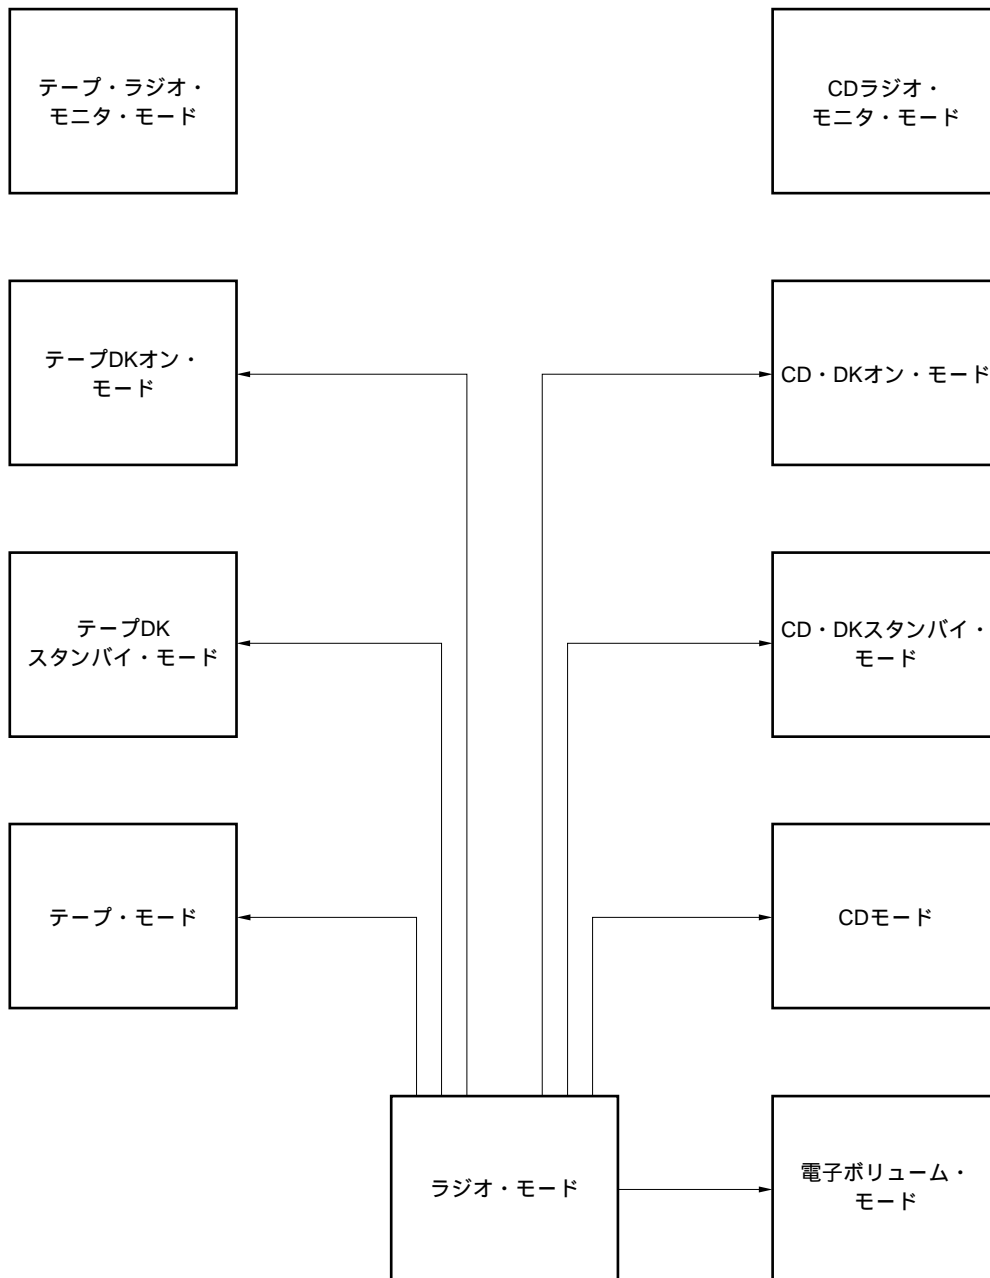 テープ・ラジオ・
モニタ・モード
CDラジオ・
モニタ・モード
テープDKオン・
モード
CD・DKオン・モード
テープDK
スタンバイ・モード
CD・DKスタンバイ・
モード
テープ・モード
CDモード
ラジオ・モード
電子ボリューム・
モード